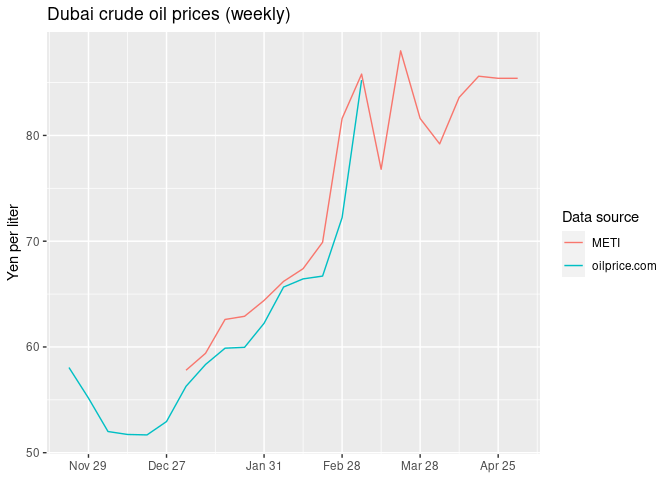 Dubai crude oil prices (weekly)
Yen per liter
80
70
60
50
Nov 29
Dec 27
Jan 31
Feb 28
Mar 28
Apr 25
Data source
METI
oilprice.com